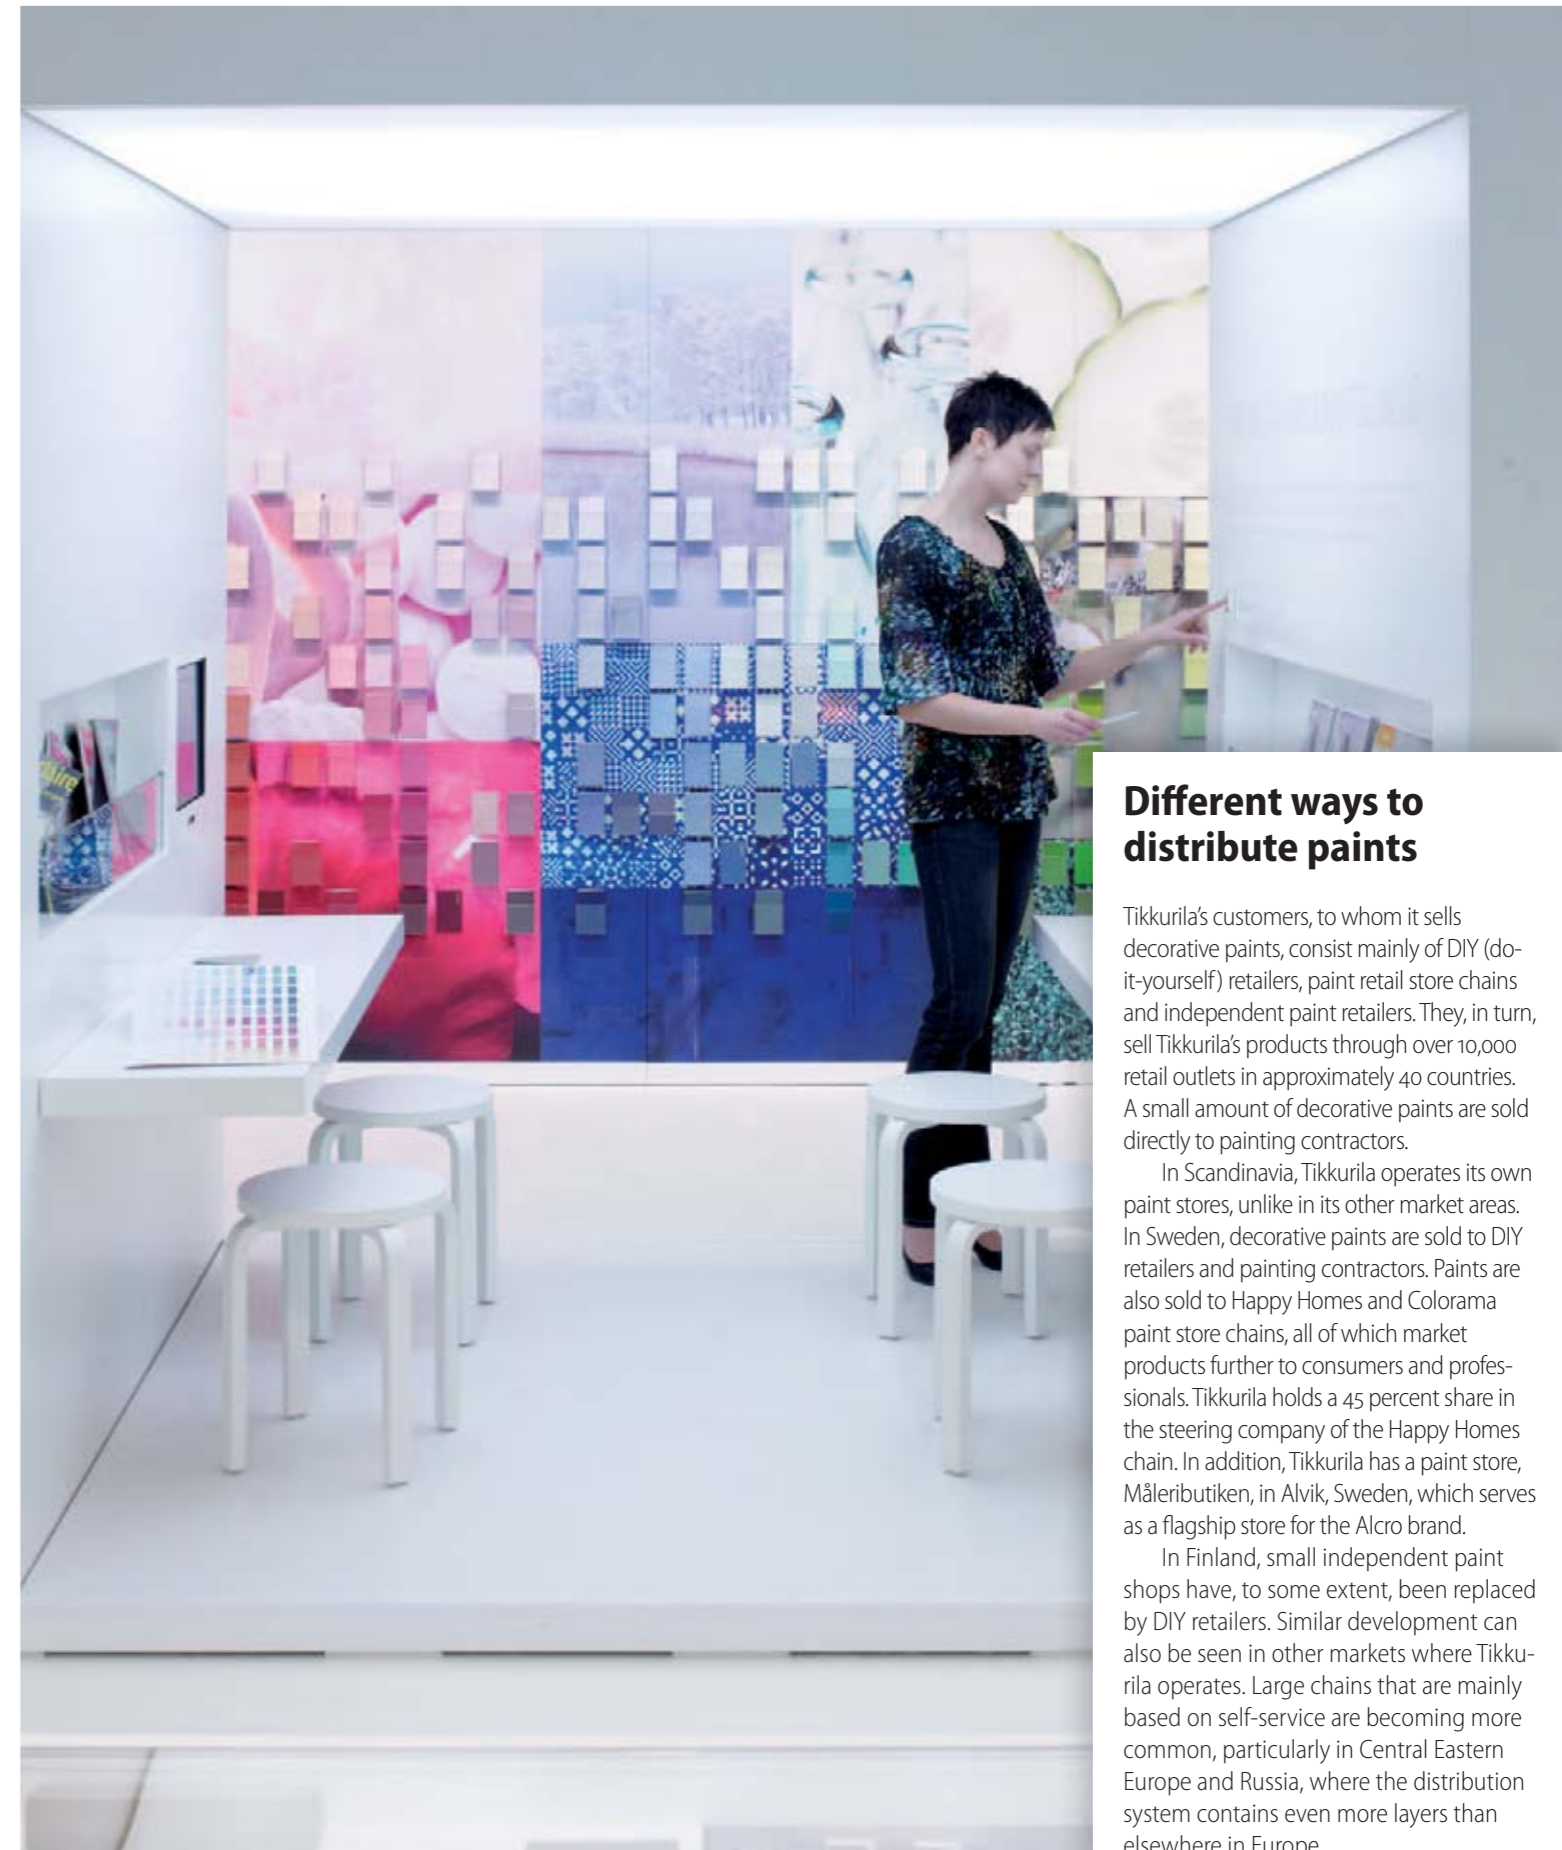 Different ways to
distribute paints
Tikkurila’s customers, to whom it sells
decorative paints, consist mainly of DIY (do-
it-yourself) retailers, paint retail store chains
and independent paint retailers. They, in turn,
sell Tikkurila’s products through over 10,000
retail outlets in approximately 40 countries.
A small amount of decorative paints are sold
directly to painting contractors.
In Scandinavia, Tikkurila operates its own
paint stores, unlike in its other market areas.
In Sweden, decorative paints are sold to DIY
retailers and painting contractors. Paints are
also sold to Happy Homes and Colorama
paint store chains, all of which market
products further to consumers and profes-
sionals. Tikkurila holds a 45 percent share in
the steering company of the Happy Homes
chain. In addition, Tikkurila has a paint store,
Måleributiken, in Alvik, Sweden, which serves
as a flagship store for the Alcro brand.
In Finland, small independent paint
shops have, to some extent, been replaced
by DIY retailers. Similar development can
also be seen in other markets where Tikku-
rila operates. Large chains that are mainly
based on self-service are becoming more
common, particularly in Central Eastern
Europe and Russia, where the distribution
system contains even more layers than
elsewhere in Europe.